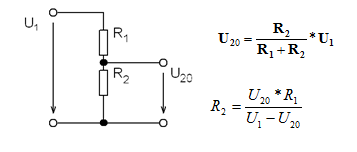 U1
R1
R2
U20
U20 = R2 / (R1 + R2) * U1
R2 = (U20 * R1) / (U1 − U20)